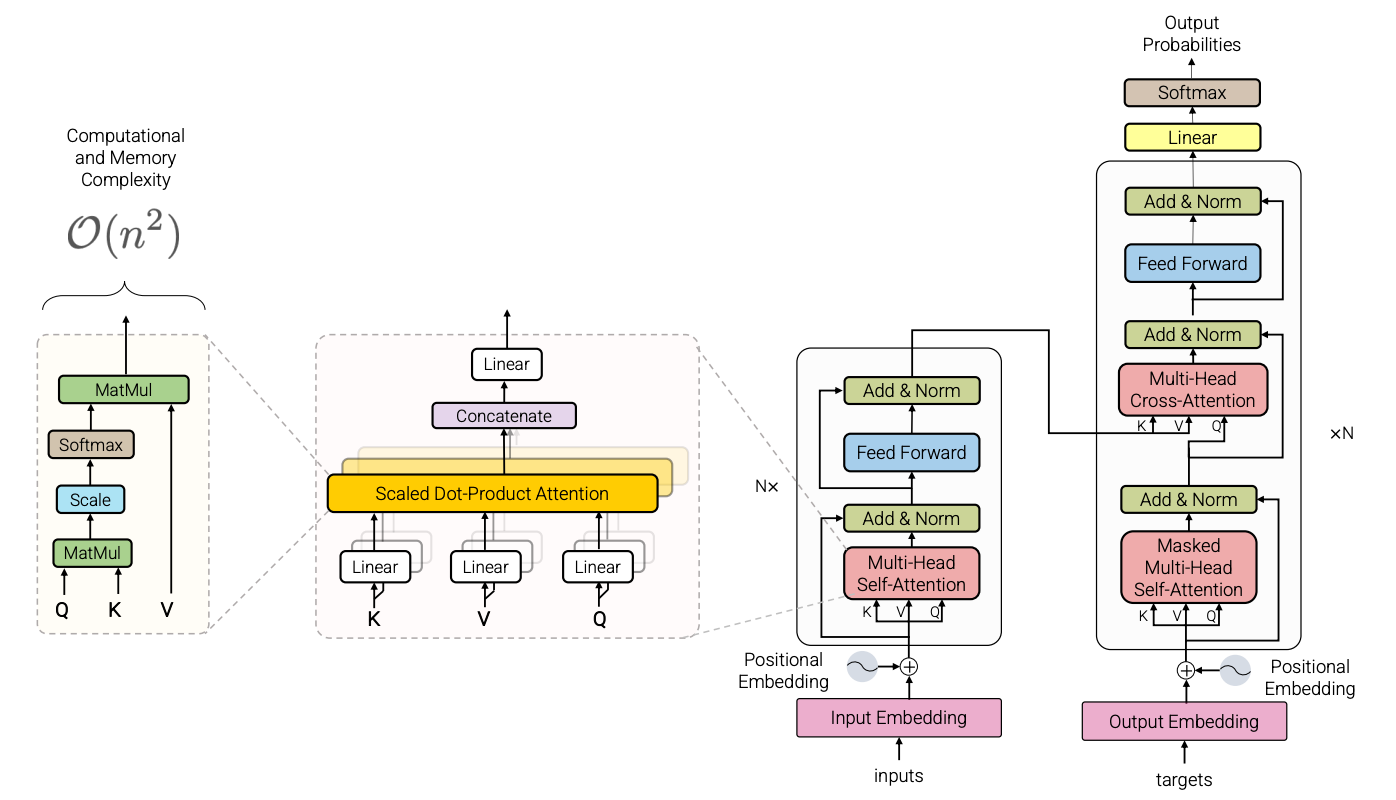 Computational
and Memory
Complexity
O(n²)
MatMul
Softmax
Scale
MatMul
Q K V
Linear
Concatenate
Scaled Dot-Product Attention
Linear Linear Linear
K V Q
N×
Add & Norm
Feed Forward
Add & Norm
Multi-Head
Self-Attention
K V Q
Positional
Embedding
Input Embedding
inputs
Output
Probabilities
Softmax
Linear
Add & Norm
Feed Forward
Add & Norm
Multi-Head
Cross-Attention
K V Q
×N
Add & Norm
Masked
Multi-Head
Self-Attention
K V Q
Positional
Embedding
Output Embedding
targets